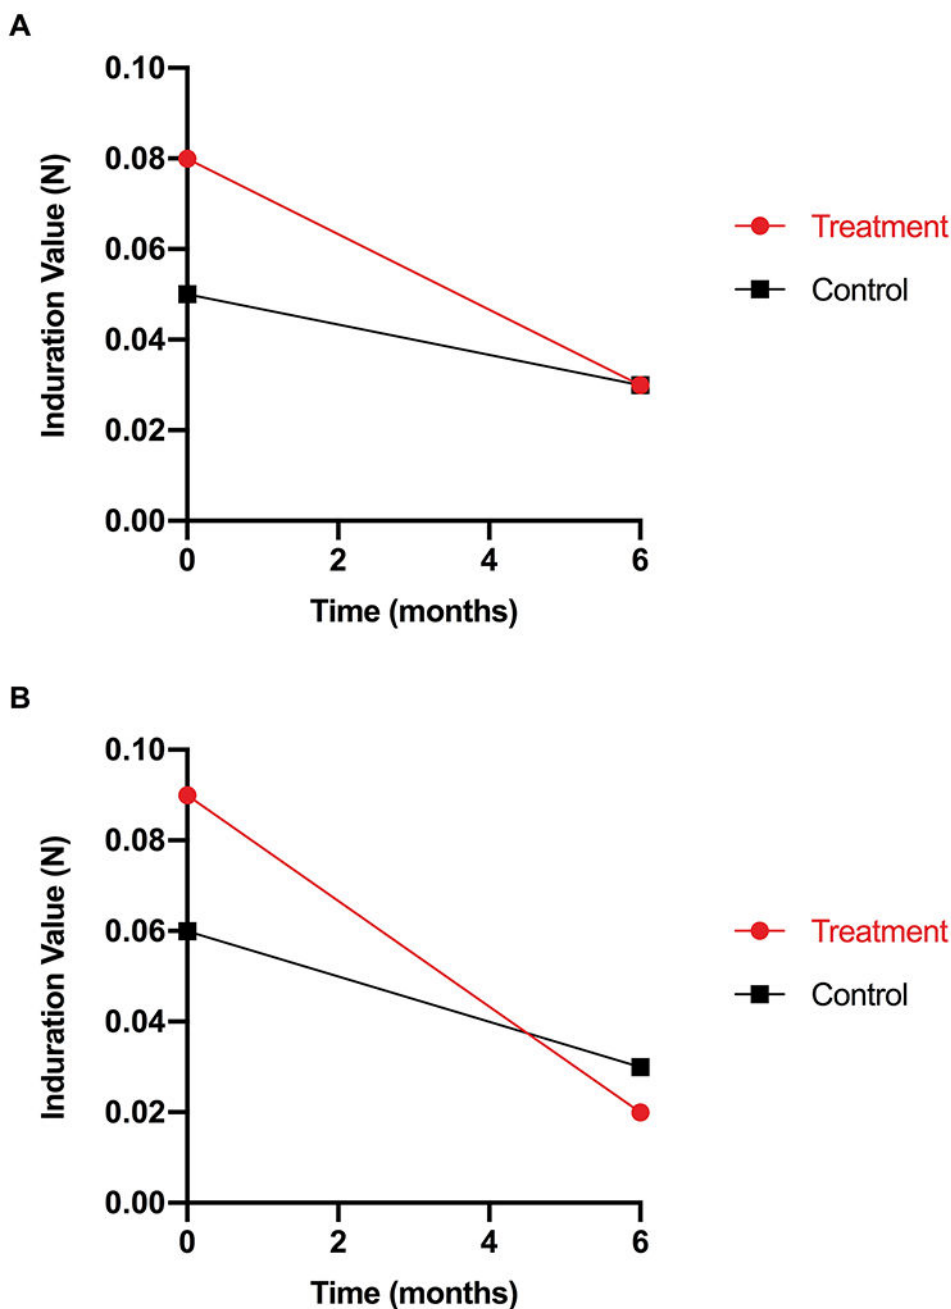 A
0.10
0.08
0.06
0.04
0.02
0.00
Induration Value (N)
0 2 4 6
Time (months)
Treatment
Control
B
0.10
0.08
0.06
0.04
0.02
0.00
Induration Value (N)
0 2 4 6
Time (months)
Treatment
Control